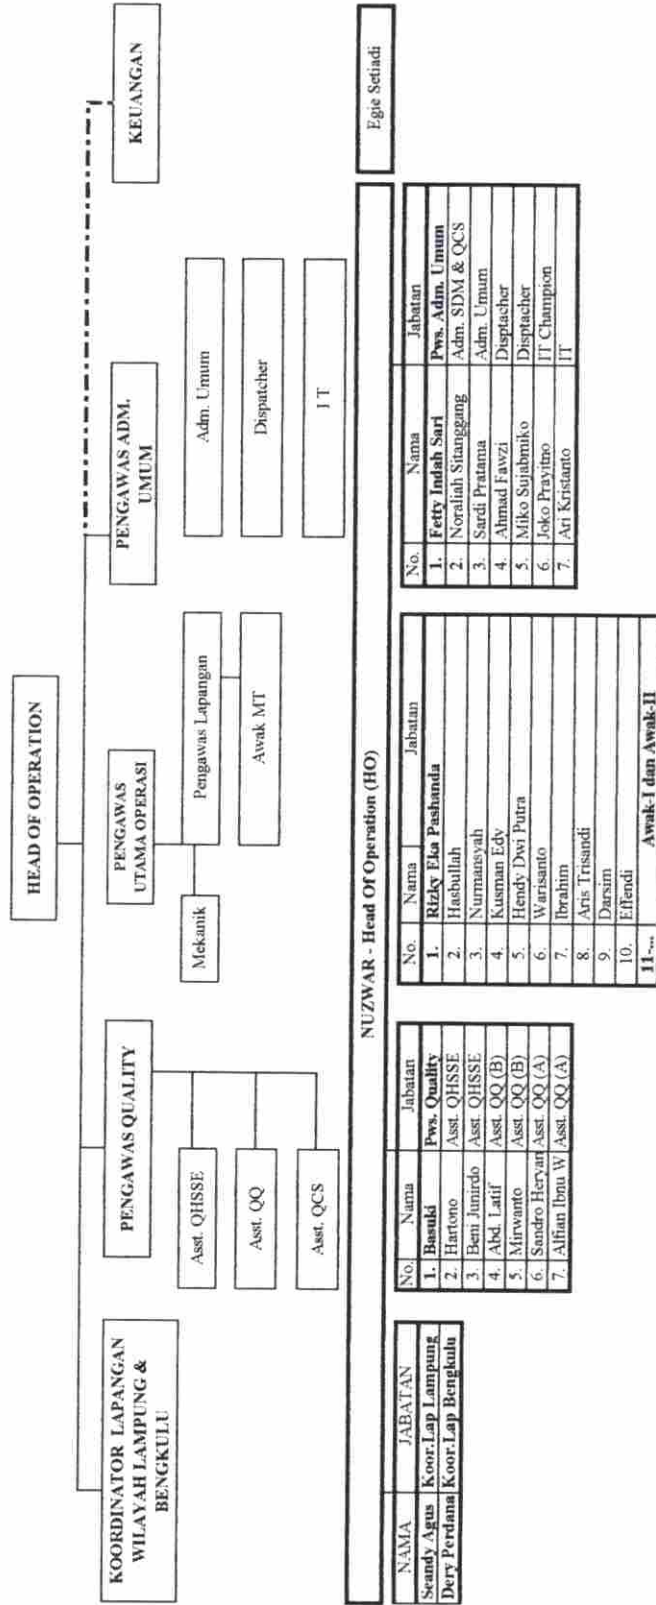 HEAD OF OPERATION
KOORDINATOR LAPANGAN
WILAYAH LAMPUNG &
BENGKULU
PENGAWAS QUALITY
PENGAWAS
UTAMA OPERASI
PENGAWAS ADM.
UMUM
KEUANGAN
Asst. QHSSE
Asst. QQ
Asst. QCS
Mekanik
Pengawas Lapangan
Awak MT
Adm. Umum
Dispatcher
I T
NUZWAR - Head Of Operation (HO)
Egie Setiadi
NAMA JABATAN
Seandy Agus Koor.Lap Lampung
Dery Perdana Koor.Lap Bengkulu
No. Nama Jabatan
1. Basuki Pws. Quality
2. Hartono Asst. QHSSE
3. Beni Junirdo Asst. QHSSE
4. Abd. Latif Asst. QQ (B)
5. Mirwanto Asst. QQ (B)
6. Sandro Heryan Asst. QQ (A)
7. Alfian Ibnu W Asst. QQ (A)
No. Nama Jabatan
1. Rizky Eka Pashanda
2. Hasbullah
3. Nurmansyah
4. Kusman Edy
5. Hendy Dwi Putra
6. Warisanto
7. Ibrahim
8. Aris Trisandi
9. Darsim
10. Effendi
11-... Awak-I dan Awak-II
No. Nama Jabatan
1. Fetty Indah Sari Pws. Adm. Umum
2. Noraliah Sitanggang Adm. SDM & QCS
3. Sardi Pratama Adm. Umum
4. Ahmad Fawzi Disptacher
5. Miko Sujabmiko Disptacher
6. Joko Prayitno IT Champion
7. Ari Kristanto IT